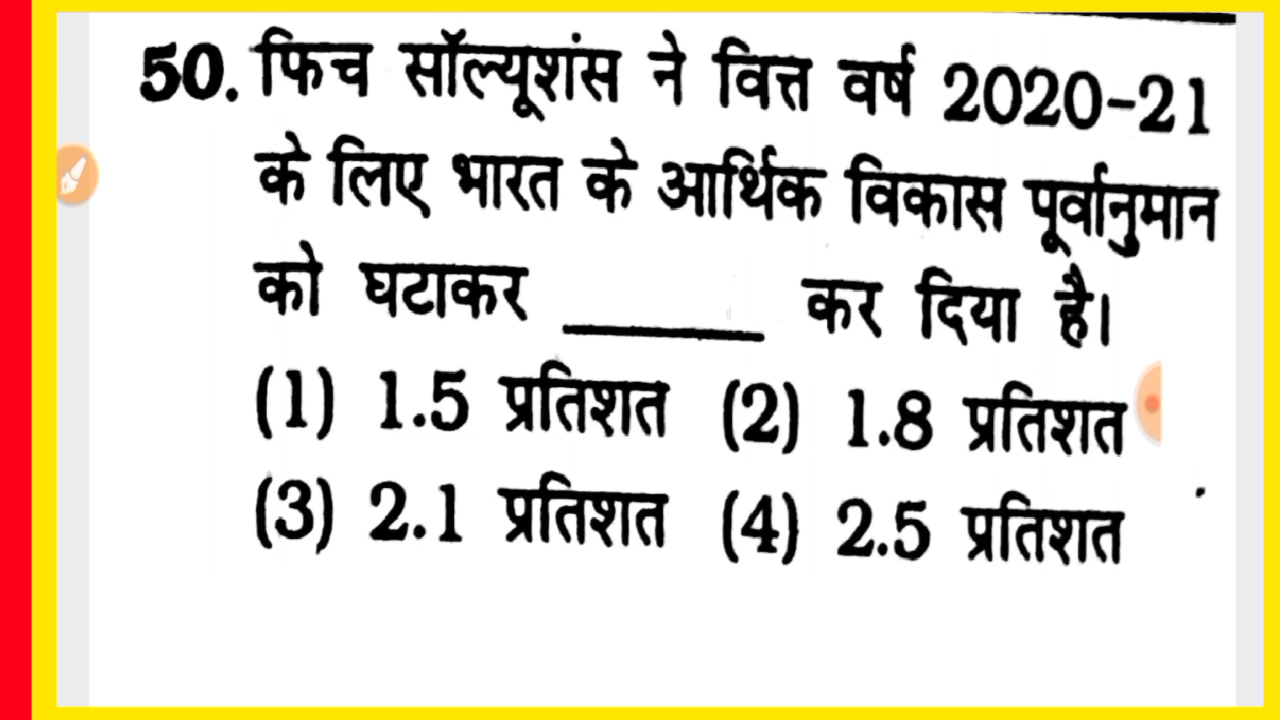 50. फिच सॉल्यूशंस ने वित्त वर्ष 2020-21
के लिए भारत के आर्थिक विकास पूर्वानुमान
को घटाकर ______ कर दिया है।
(1) 1.5 प्रतिशत (2) 1.8 प्रतिशत
(3) 2.1 प्रतिशत (4) 2.5 प्रतिशत